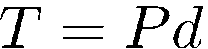 T = Pd